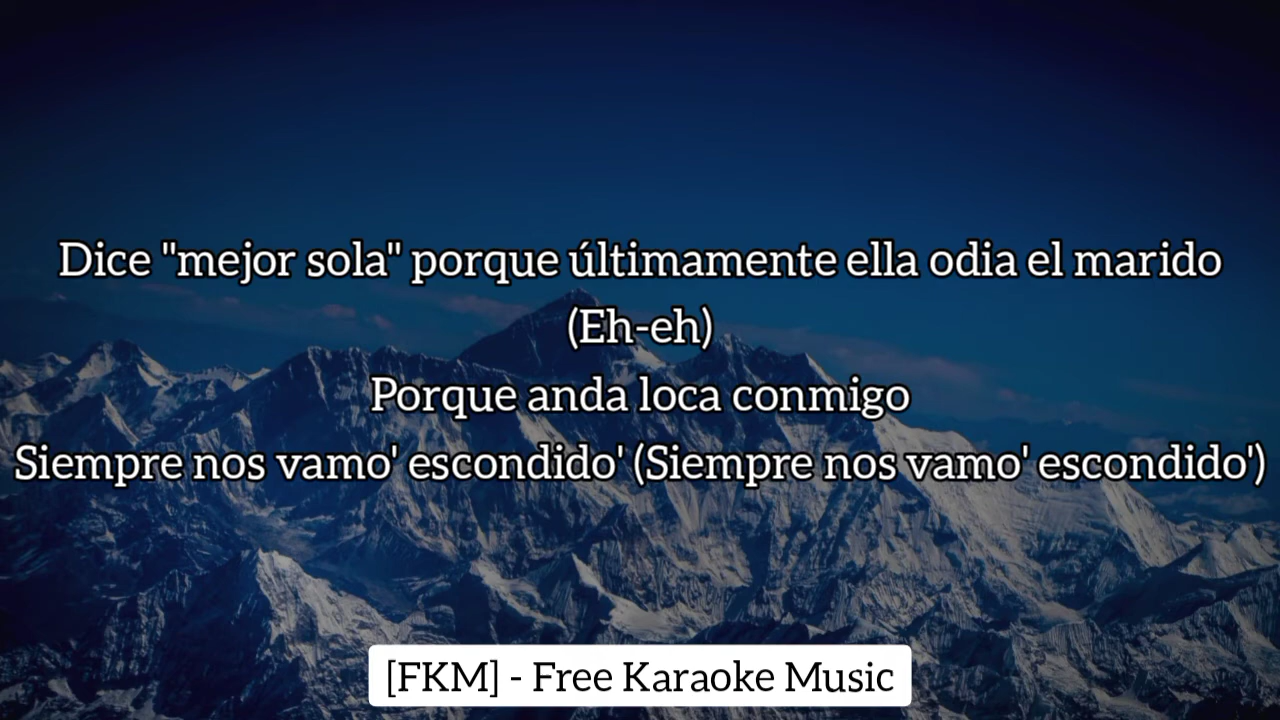 Dice "mejor sola" porque últimamente ella odia el marido
(Eh-eh)
Porque anda loca conmigo
Siempre nos vamo' escondido' (Siempre nos vamo' escondido')
[FKM] - Free Karaoke Music